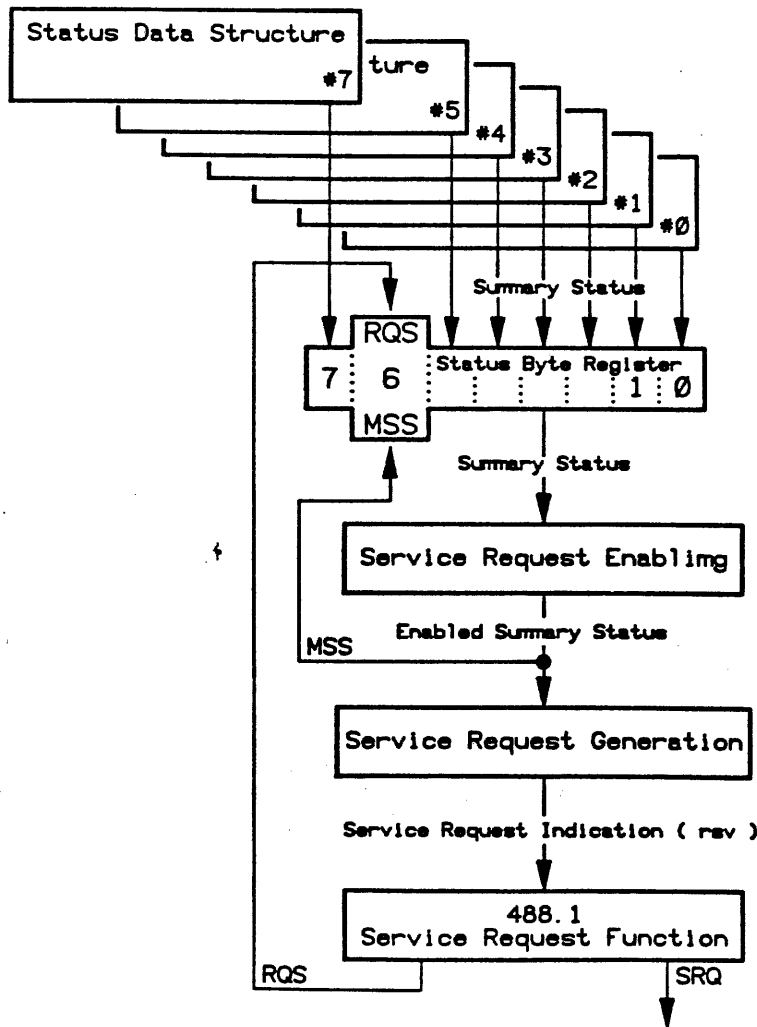 Status Data Structure
ture
#7
#5
#4
#3
#2
#1
#0
Summary Status
RQS
Status Byte Register
7 6 1 0
MSS
Summary Status
Service Request Enablimg
Enabled Summary Status
MSS
Service Request Generation
Service Request Indication ( rsv )
488.1
Service Request Function
RQS
SRQ